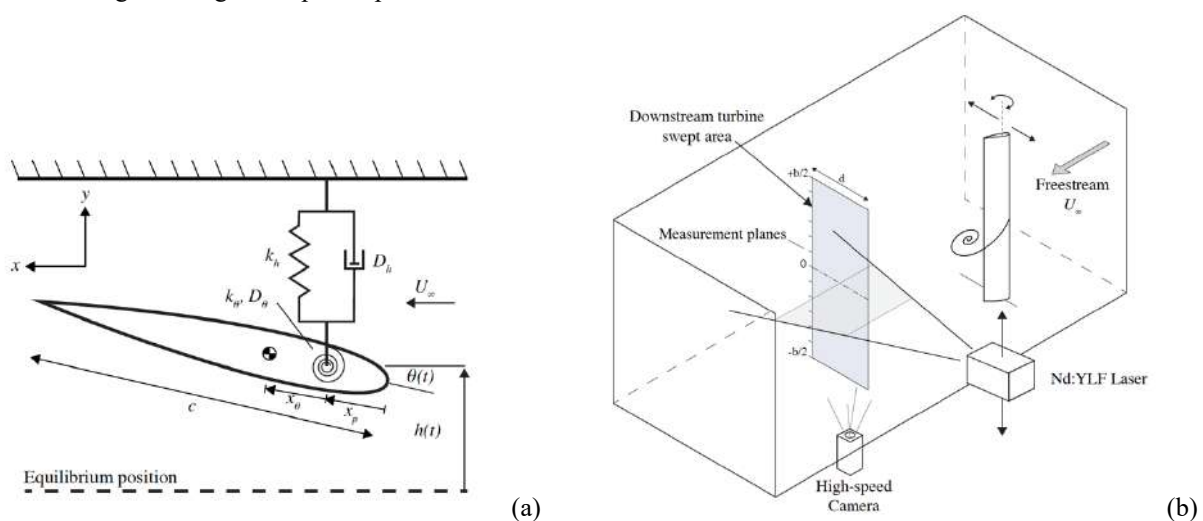 y
x
k_h
D_h
k_θ, D_θ
U_∞
θ(t)
x_θ
x_p
c
h(t)
Equilibrium position
(a)
Downstream turbine
swept area
+b/2
d
Freestream
U_∞
Measurement planes
0
-b/2
Nd:YLF Laser
High-speed
Camera
(b)